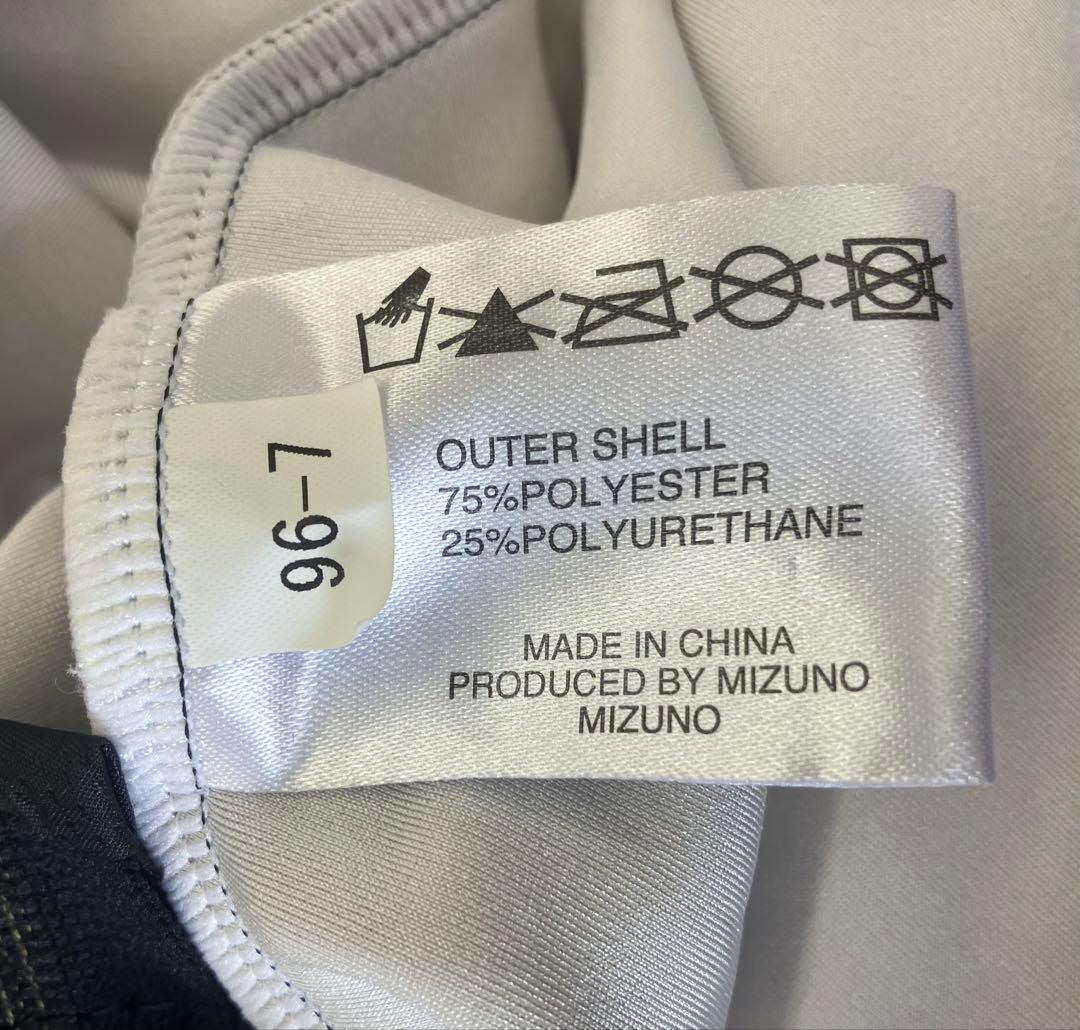 96-7
OUTER SHELL
75%POLYESTER
25%POLYURETHANE
MADE IN CHINA
PRODUCED BY MIZUNO
MIZUNO